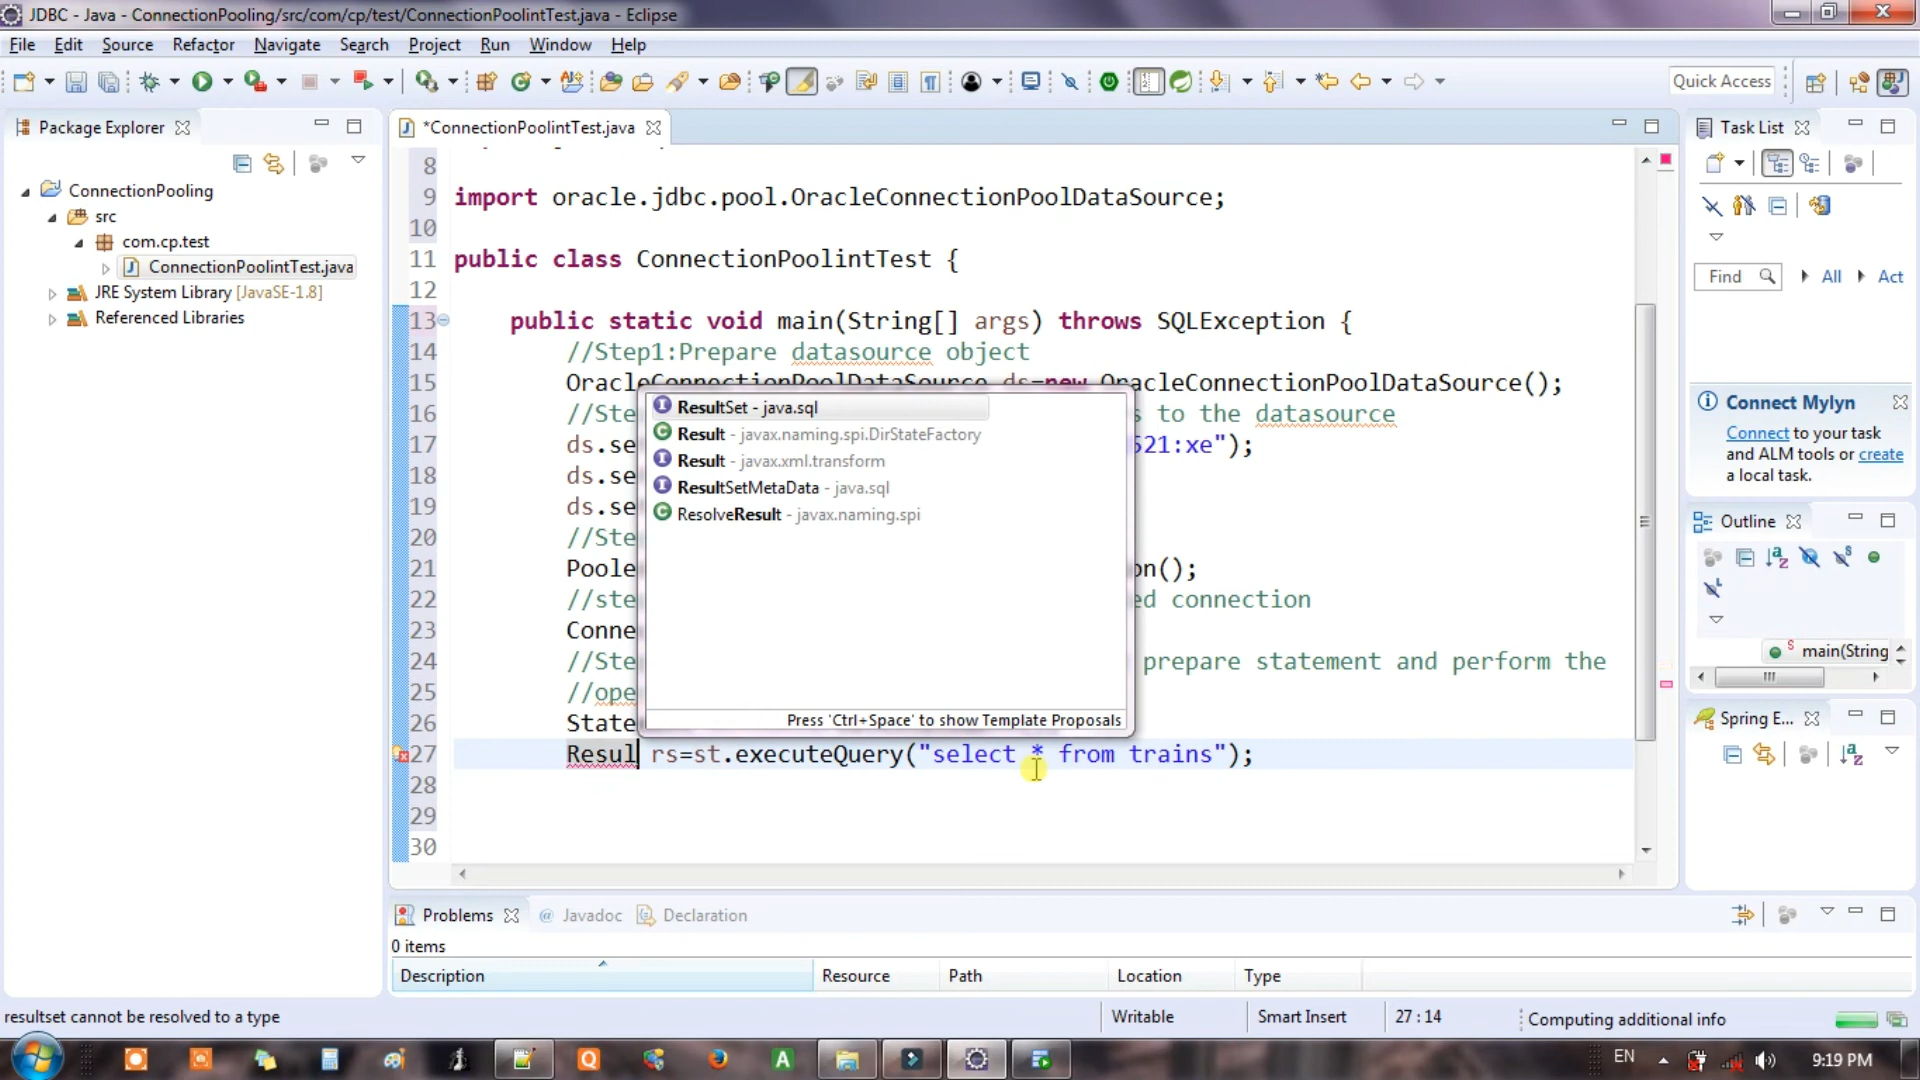 JDBC - Java - ConnectionPooling/src/com/cp/test/ConnectionPoolintTest.java - Eclipse
File Edit Source Refactor Navigate Search Project Run Window Help
Quick Access
Package Explorer
ConnectionPooling
src
com.cp.test
ConnectionPoolintTest.java
JRE System Library [JavaSE-1.8]
Referenced Libraries
*ConnectionPoolintTest.java
8
9 import oracle.jdbc.pool.OracleConnectionPoolDataSource;
10
11 public class ConnectionPoolintTest {
12
13 public static void main(String[] args) throws SQLException {
14 //Step1:Prepare datasource object
15 OracleConnectionPoolDataSource ds=new OracleConnectionPoolDataSource();
16 //Ste s to the datasource
17 ds.se 521:xe");
18 ds.se
19 ds.se
20 //Ste
21 Poole on();
22 //ste ed connection
23 Conne
24 //Ste prepare statement and perform the
25 //ope
26 State
27 Resul rs=st.executeQuery("select * from trains");
28
29
30
ResultSet - java.sql
Result - javax.naming.spi.DirStateFactory
Result - javax.xml.transform
ResultSetMetaData - java.sql
ResolveResult - javax.naming.spi
Press 'Ctrl+Space' to show Template Proposals
Task List
Find All Act
Connect Mylyn
Connect to your task
and ALM tools or create
a local task.
Outline
main(String
Spring E...
Problems Javadoc Declaration
0 items
Description Resource Path Location Type
resultset cannot be resolved to a type
Writable Smart Insert 27 : 14 Computing additional info
EN 9:19 PM